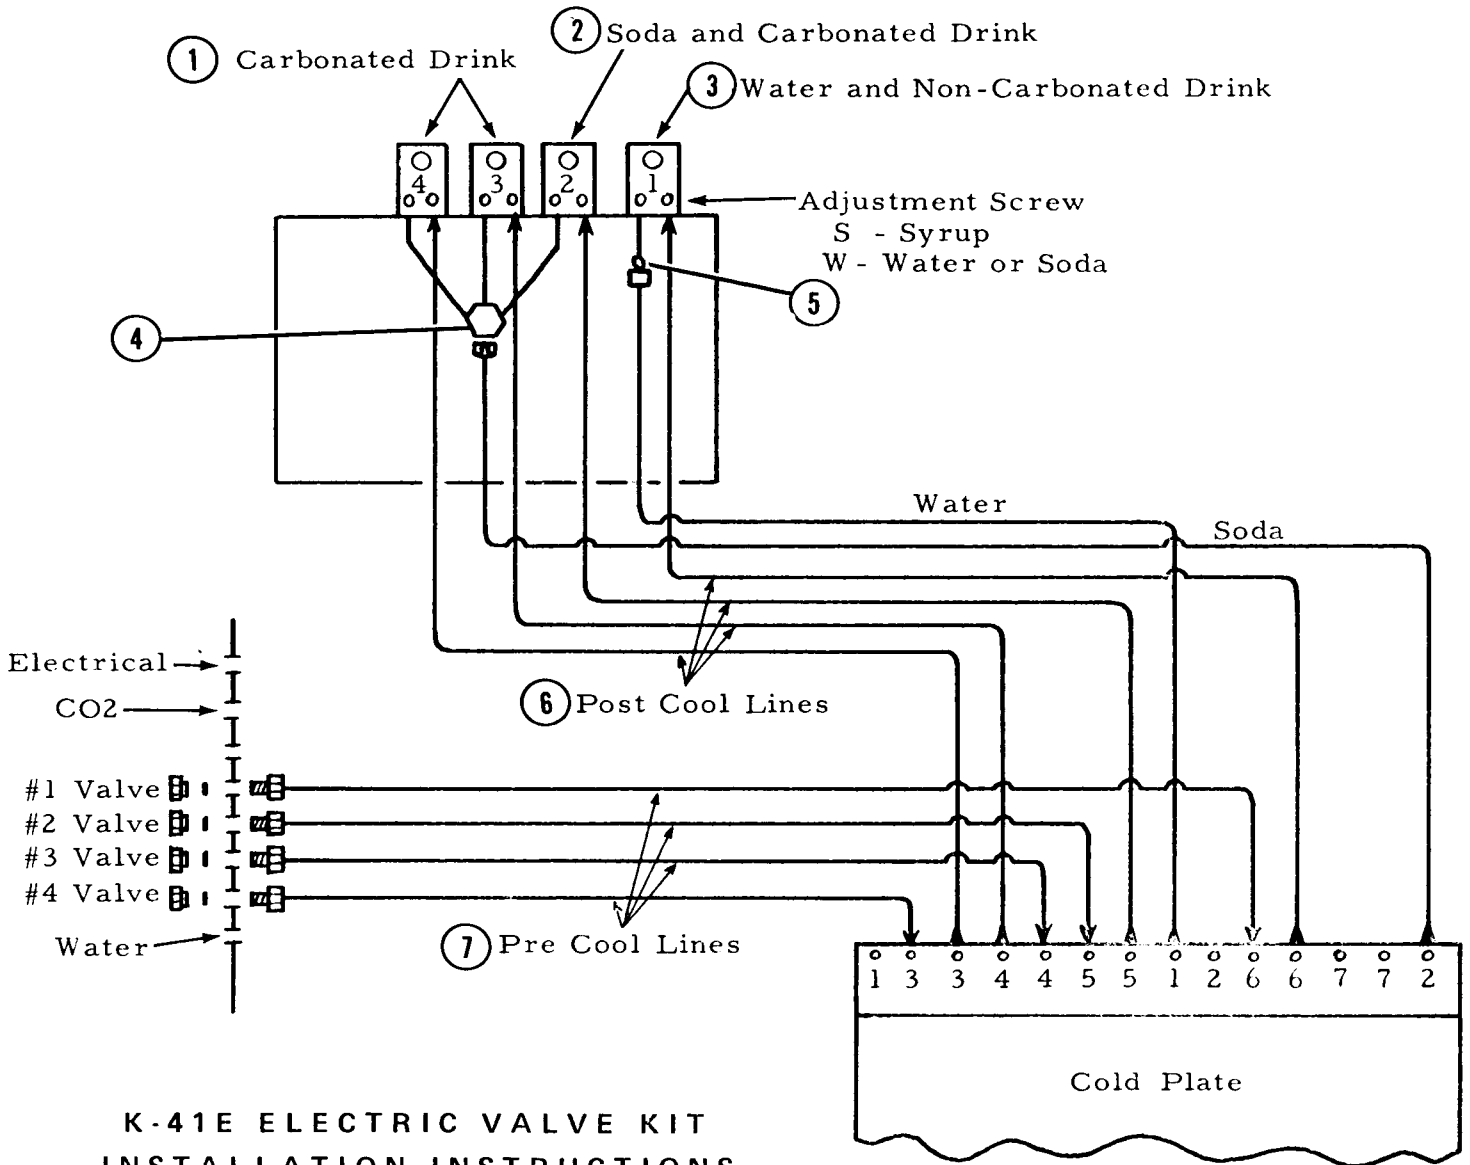 2 Soda and Carbonated Drink
1 Carbonated Drink
3 Water and Non-Carbonated Drink
4 3 2 1
Adjustment Screw
S - Syrup
W - Water or Soda
5
4
Water
Soda
Electrical
CO2
6 Post Cool Lines
#1 Valve
#2 Valve
#3 Valve
#4 Valve
Water
7 Pre Cool Lines
1 3 3 4 4 5 5 1 2 6 6 7 7 2
Cold Plate
K-41E ELECTRIC VALVE KIT
INSTALLATION INSTRUCTIONS